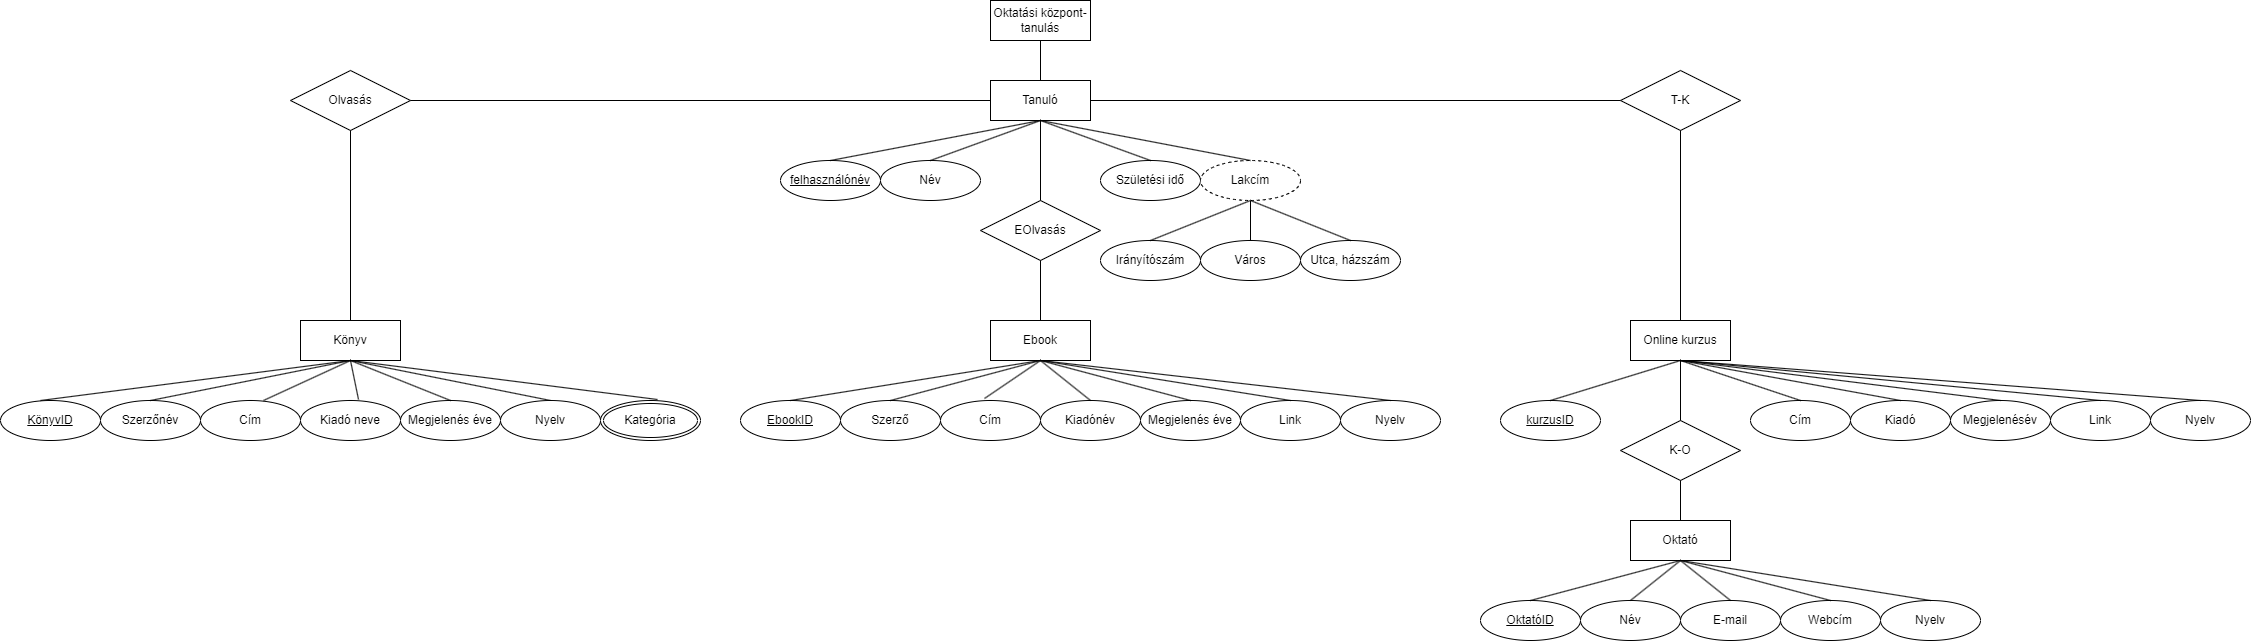 Oktatási központ-
tanulás
Olvasás
Tanuló
T-K
felhasználónév
Név
Születési idő
Lakcím
EOlvasás
Irányítószám
Város
Utca, házszám
Könyv
Ebook
Online kurzus
KönyvID
Szerzőnév
Cím
Kiadó neve
Megjelenés éve
Nyelv
Kategória
EbookID
Szerző
Cím
Kiadónév
Megjelenés éve
Link
Nyelv
kurzusID
Cím
Kiadó
Megjelenésév
Link
Nyelv
K-O
Oktató
OktatóID
Név
E-mail
Webcím
Nyelv